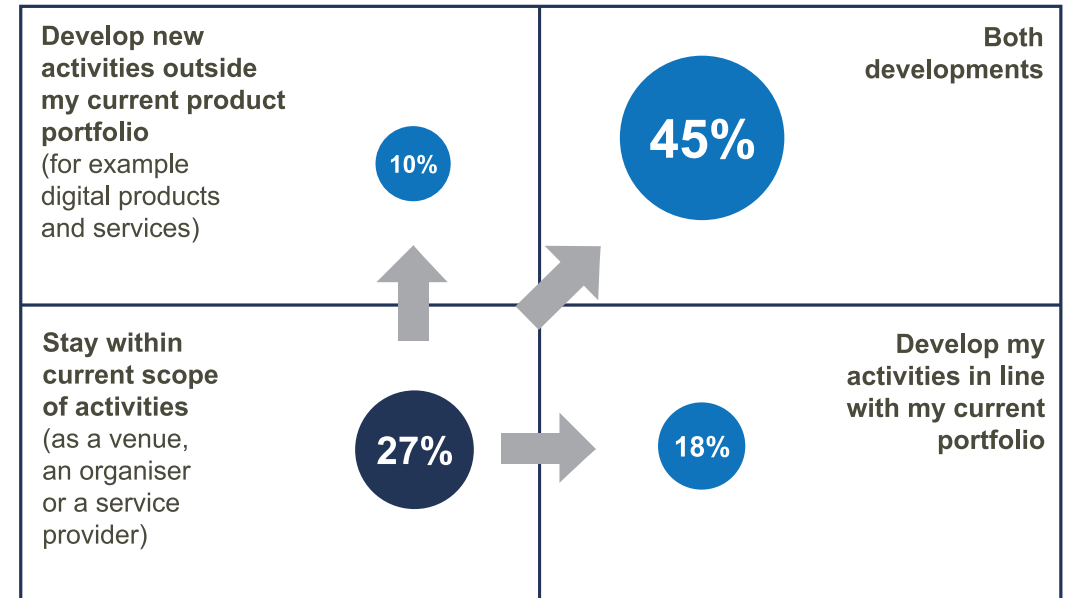 Develop new
activities outside
my current product
portfolio
(for example
digital products
and services)
10%
Both
developments
45%
Stay within
current scope
of activities
(as a venue,
an organiser
or a service
provider)
27%
Develop my
activities in line
with my current
portfolio
18%